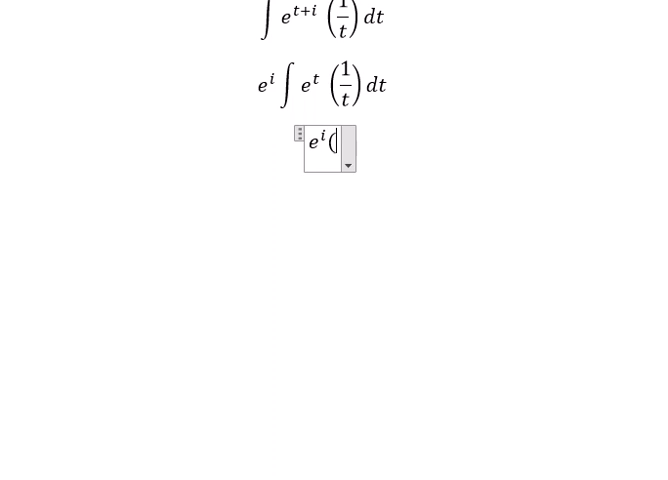 ∫ e^{t+i} (1/t) dt
e^i ∫ e^t (1/t) dt
e^i(